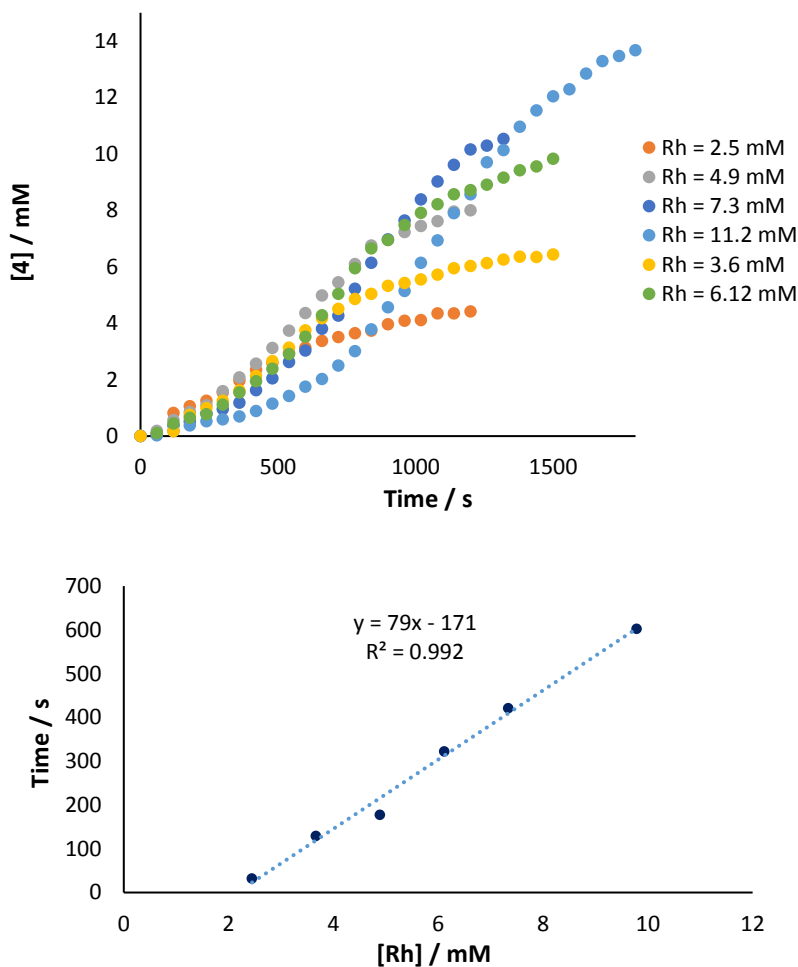 14
12
10
8
6
4
2
0
[4] / mM
0
500
1000
1500
Time / s
Rh = 2.5 mM
Rh = 4.9 mM
Rh = 7.3 mM
Rh = 11.2 mM
Rh = 3.6 mM
Rh = 6.12 mM
700
600
500
400
300
200
100
0
Time / s
y = 79x - 171
R² = 0.992
0
2
4
6
8
10
12
[Rh] / mM